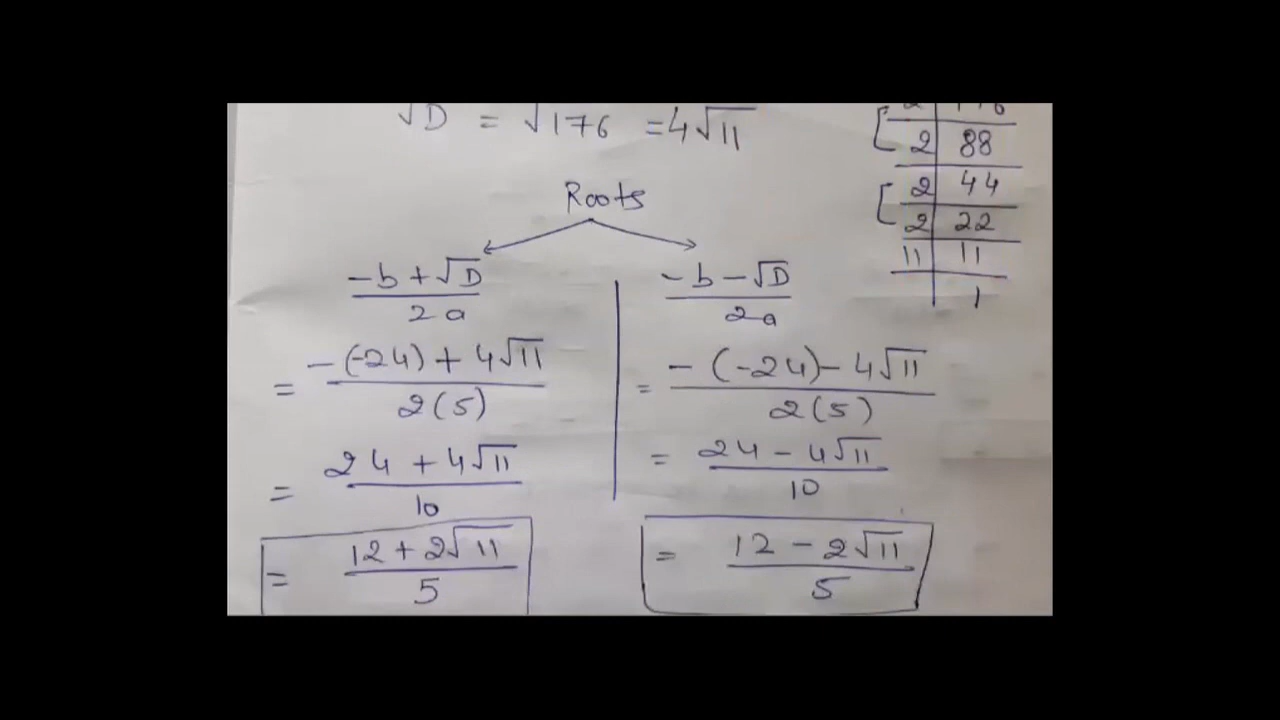 √D = √176 = 4√11
2 | 176
2 | 88
2 | 44
2 | 22
11 | 11
1
Roots
(-b + √D)/2a
= (-(-24) + 4√11)/2(5)
= (24 + 4√11)/10
= (12 + 2√11)/5
(-b - √D)/2a
= (-(-24) - 4√11)/2(5)
= (24 - 4√11)/10
= (12 - 2√11)/5